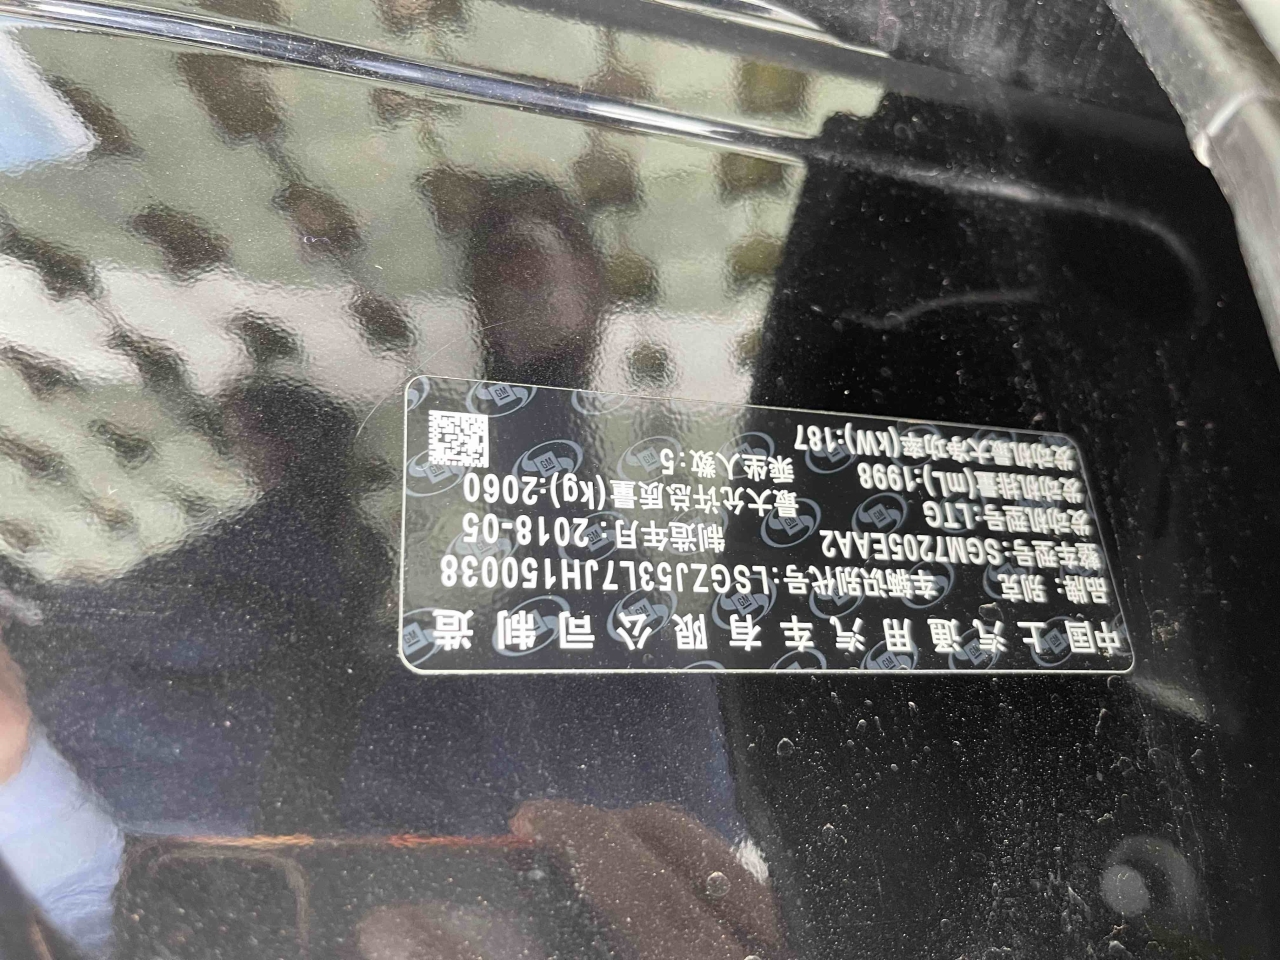 中国上汽通用汽车有限公司制造
品牌：别克 车辆识别代号:LSGZJ53L7JH150038
整车型号:SGM7205EAA2 制造年月：2018-05
发动机型号:LTG 最大允许总质量(kg):2060
发动机排量(mL):1998 乘坐人数:5
发动机最大净功率(kW):187